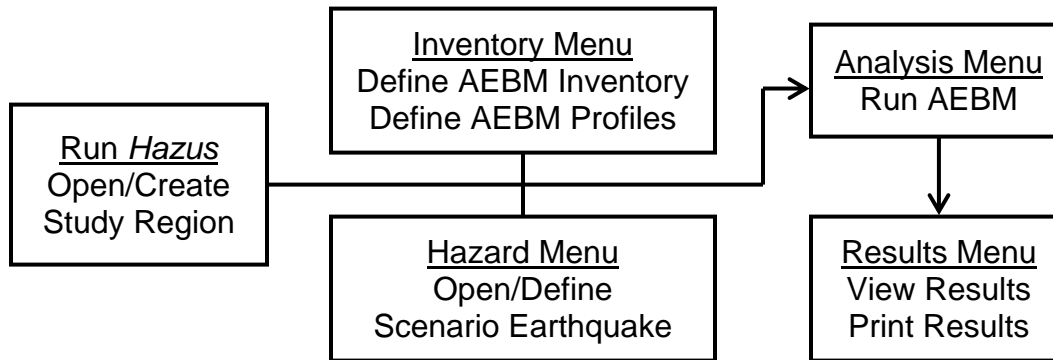 Run Hazus
Open/Create
Study Region
Inventory Menu
Define AEBM Inventory
Define AEBM Profiles
Hazard Menu
Open/Define
Scenario Earthquake
Analysis Menu
Run AEBM
Results Menu
View Results
Print Results